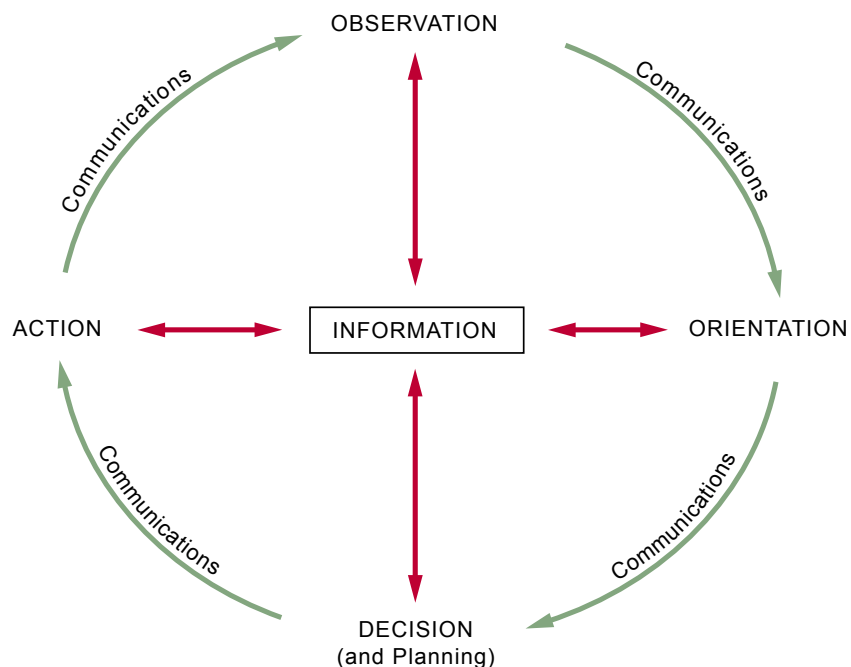 OBSERVATION
Communications
Communications
ACTION
INFORMATION
ORIENTATION
Communications
Communications
DECISION
(and Planning)